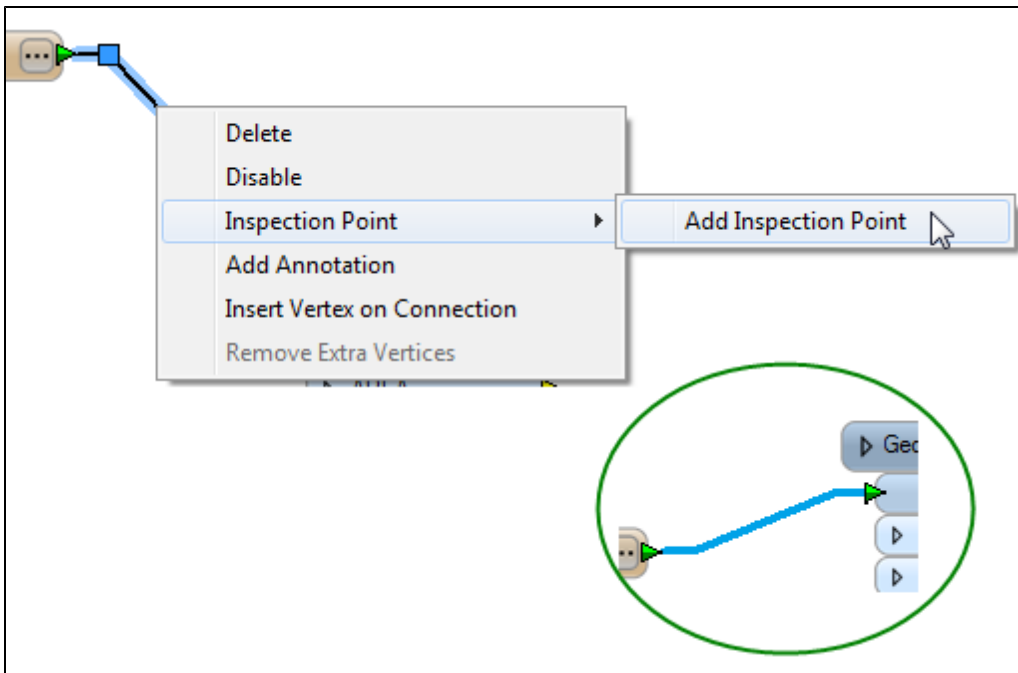 Delete
Disable
Inspection Point
Add Inspection Point
Add Annotation
Insert Vertex on Connection
Remove Extra Vertices